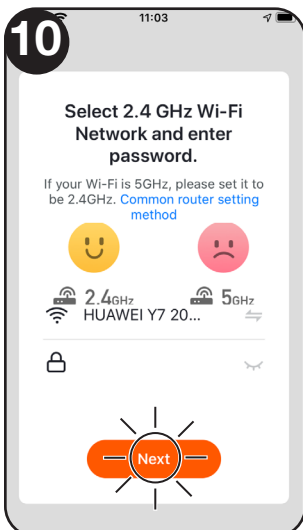 10
11:03
Select 2.4 GHz Wi-Fi
Network and enter
password.
If your Wi-Fi is 5GHz, please set it to
be 2.4GHz. Common router setting
method
2.4GHz 5GHz
HUAWEI Y7 20...
Next